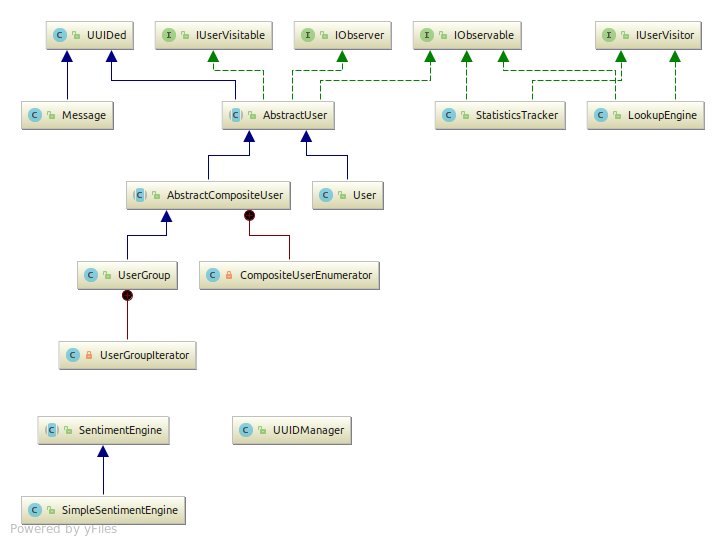 C UUIDed
I IUserVisitable
I IObserver
I IObservable
I IUserVisitor
C Message
C AbstractUser
C StatisticsTracker
C LookupEngine
C AbstractCompositeUser
C User
C UserGroup
C CompositeUserEnumerator
C UserGroupIterator
C SentimentEngine
C UUIDManager
C SimpleSentimentEngine
Powered by yFiles